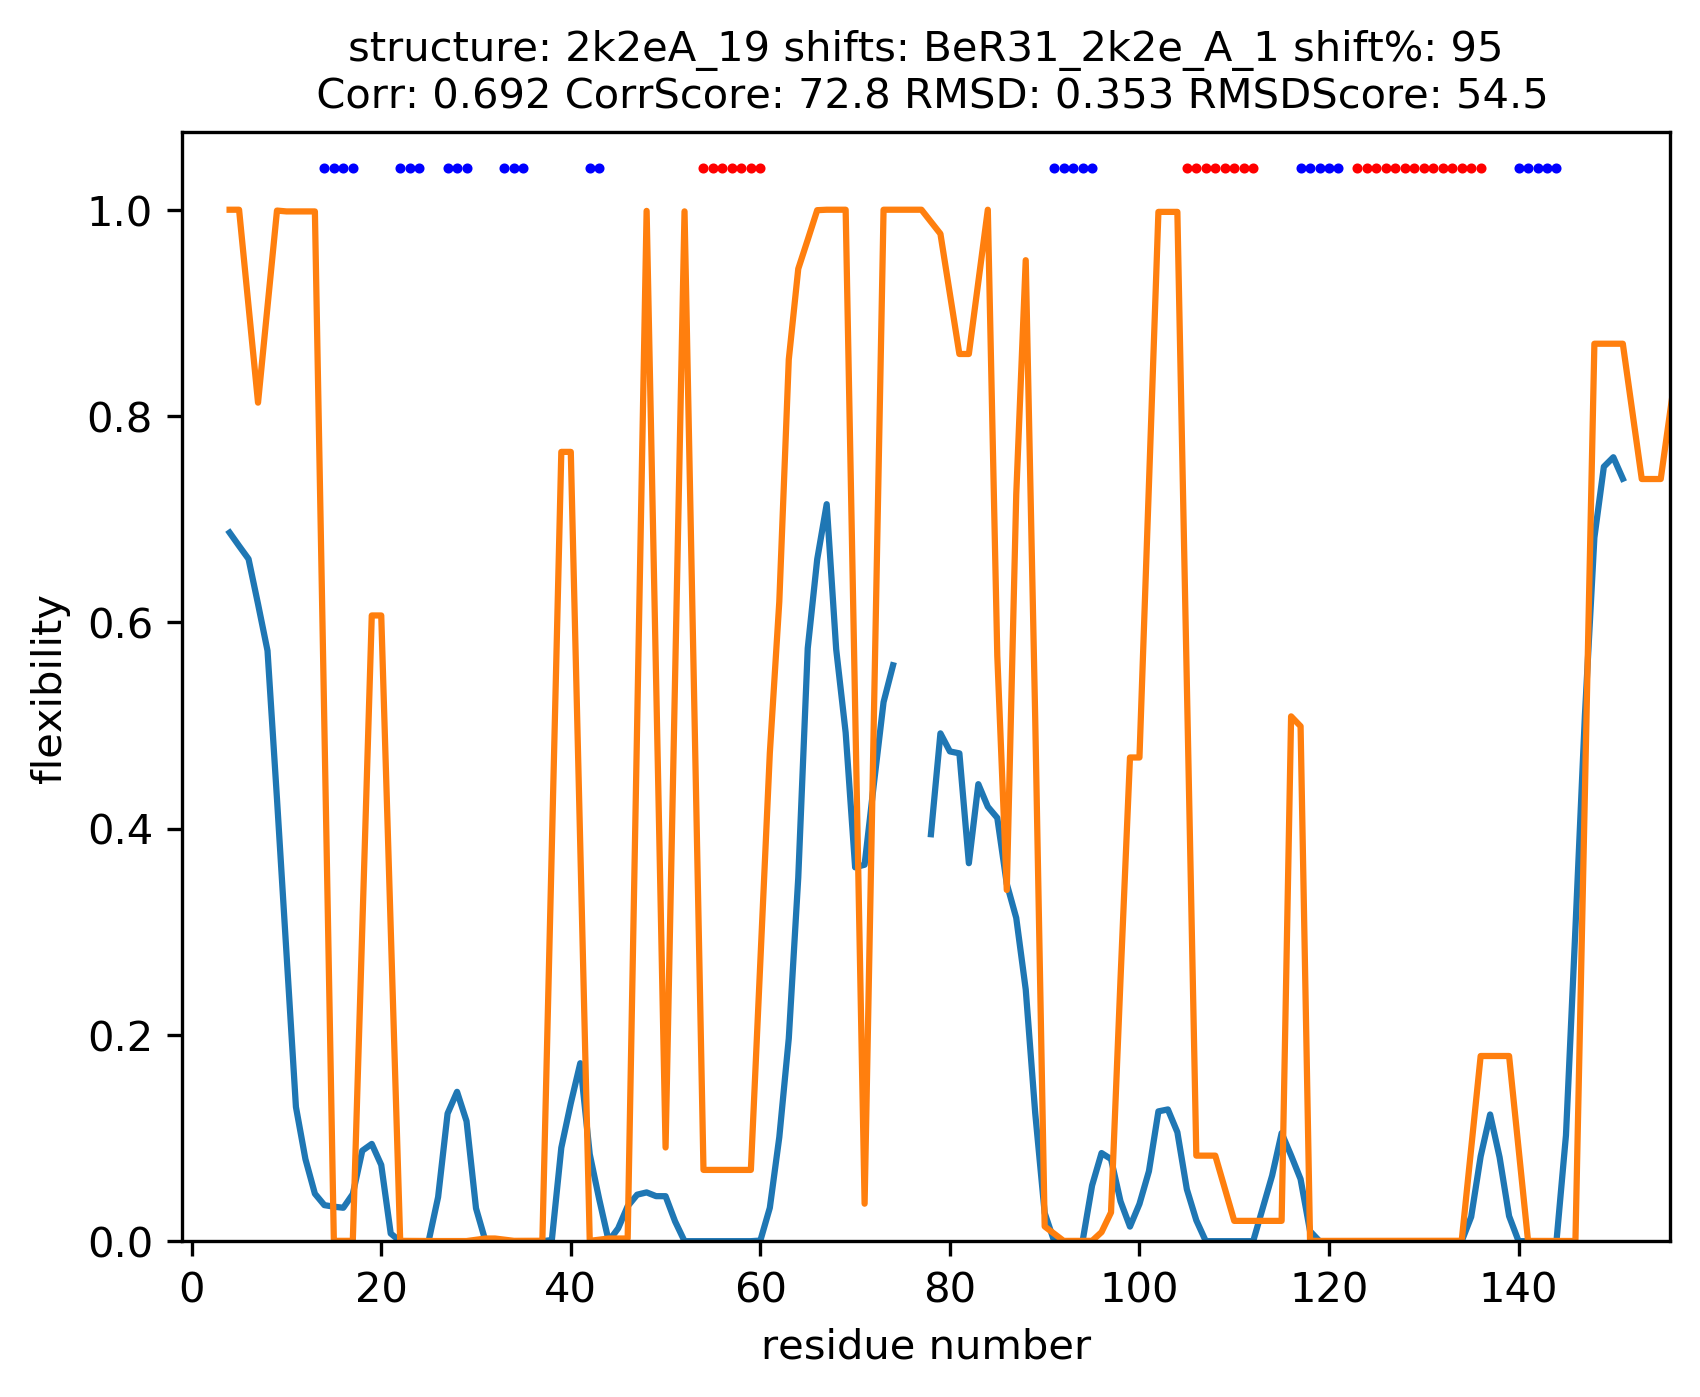 structure: 2k2eA_19 shifts: BeR31_2k2e_A_1 shift%: 95
Corr: 0.692 CorrScore: 72.8 RMSD: 0.353 RMSDScore: 54.5
1.0
0.8
0.6
0.4
0.2
0.0
flexibility
0 20 40 60 80 100 120 140
residue number